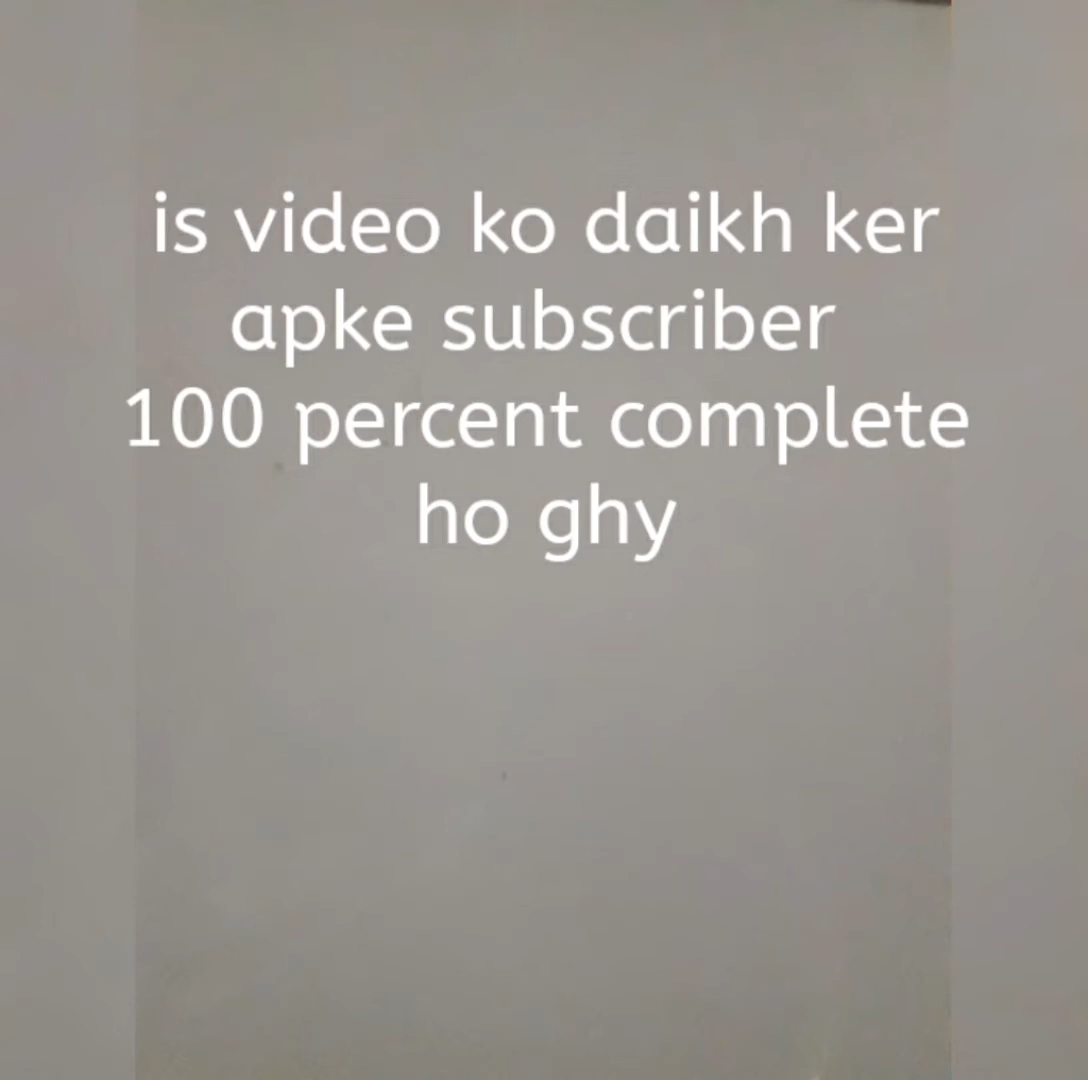 is video ko daikh ker
apke subscriber
100 percent complete
ho ghy